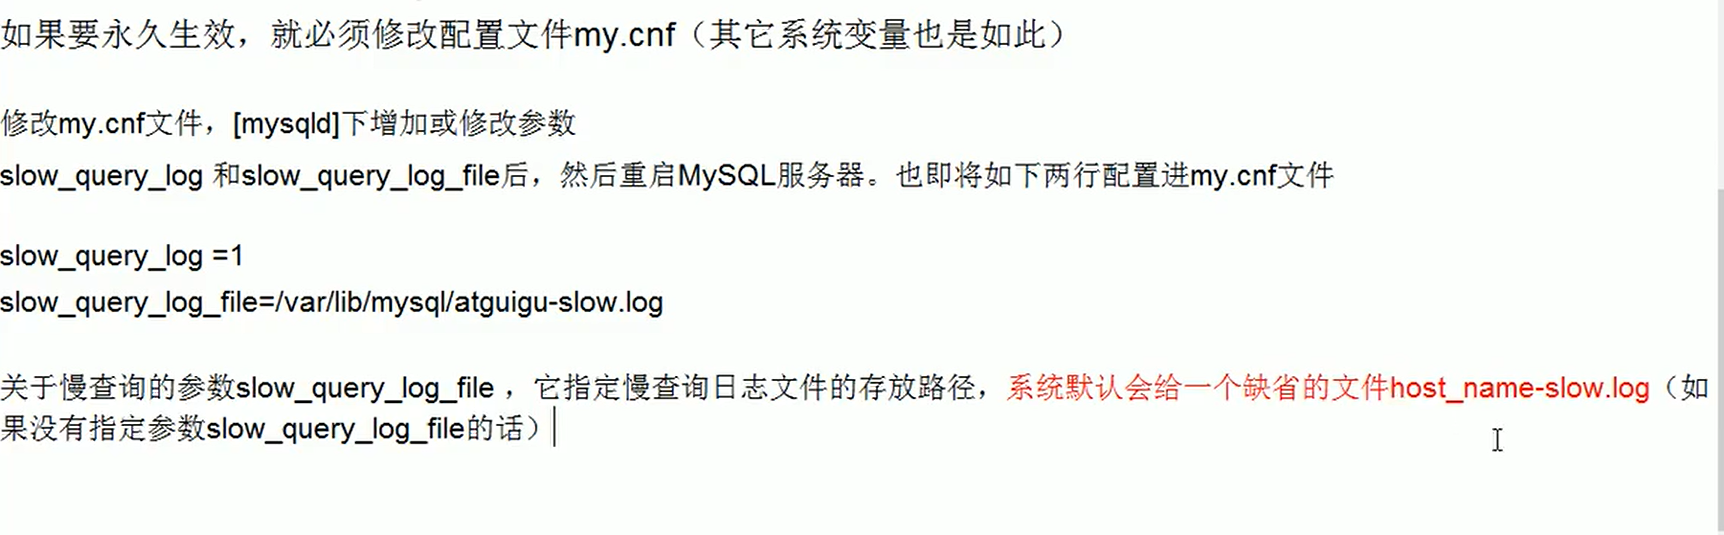 如果要永久生效，就必须修改配置文件my.cnf（其它系统变量也是如此）
修改my.cnf文件，[mysqld]下增加或修改参数
slow_query_log 和slow_query_log_file后，然后重启MySQL服务器。也即将如下两行配置进my.cnf文件
slow_query_log =1
slow_query_log_file=/var/lib/mysql/atguigu-slow.log
关于慢查询的参数slow_query_log_file ，它指定慢查询日志文件的存放路径，系统默认会给一个缺省的文件host_name-slow.log（如
果没有指定参数slow_query_log_file的话）